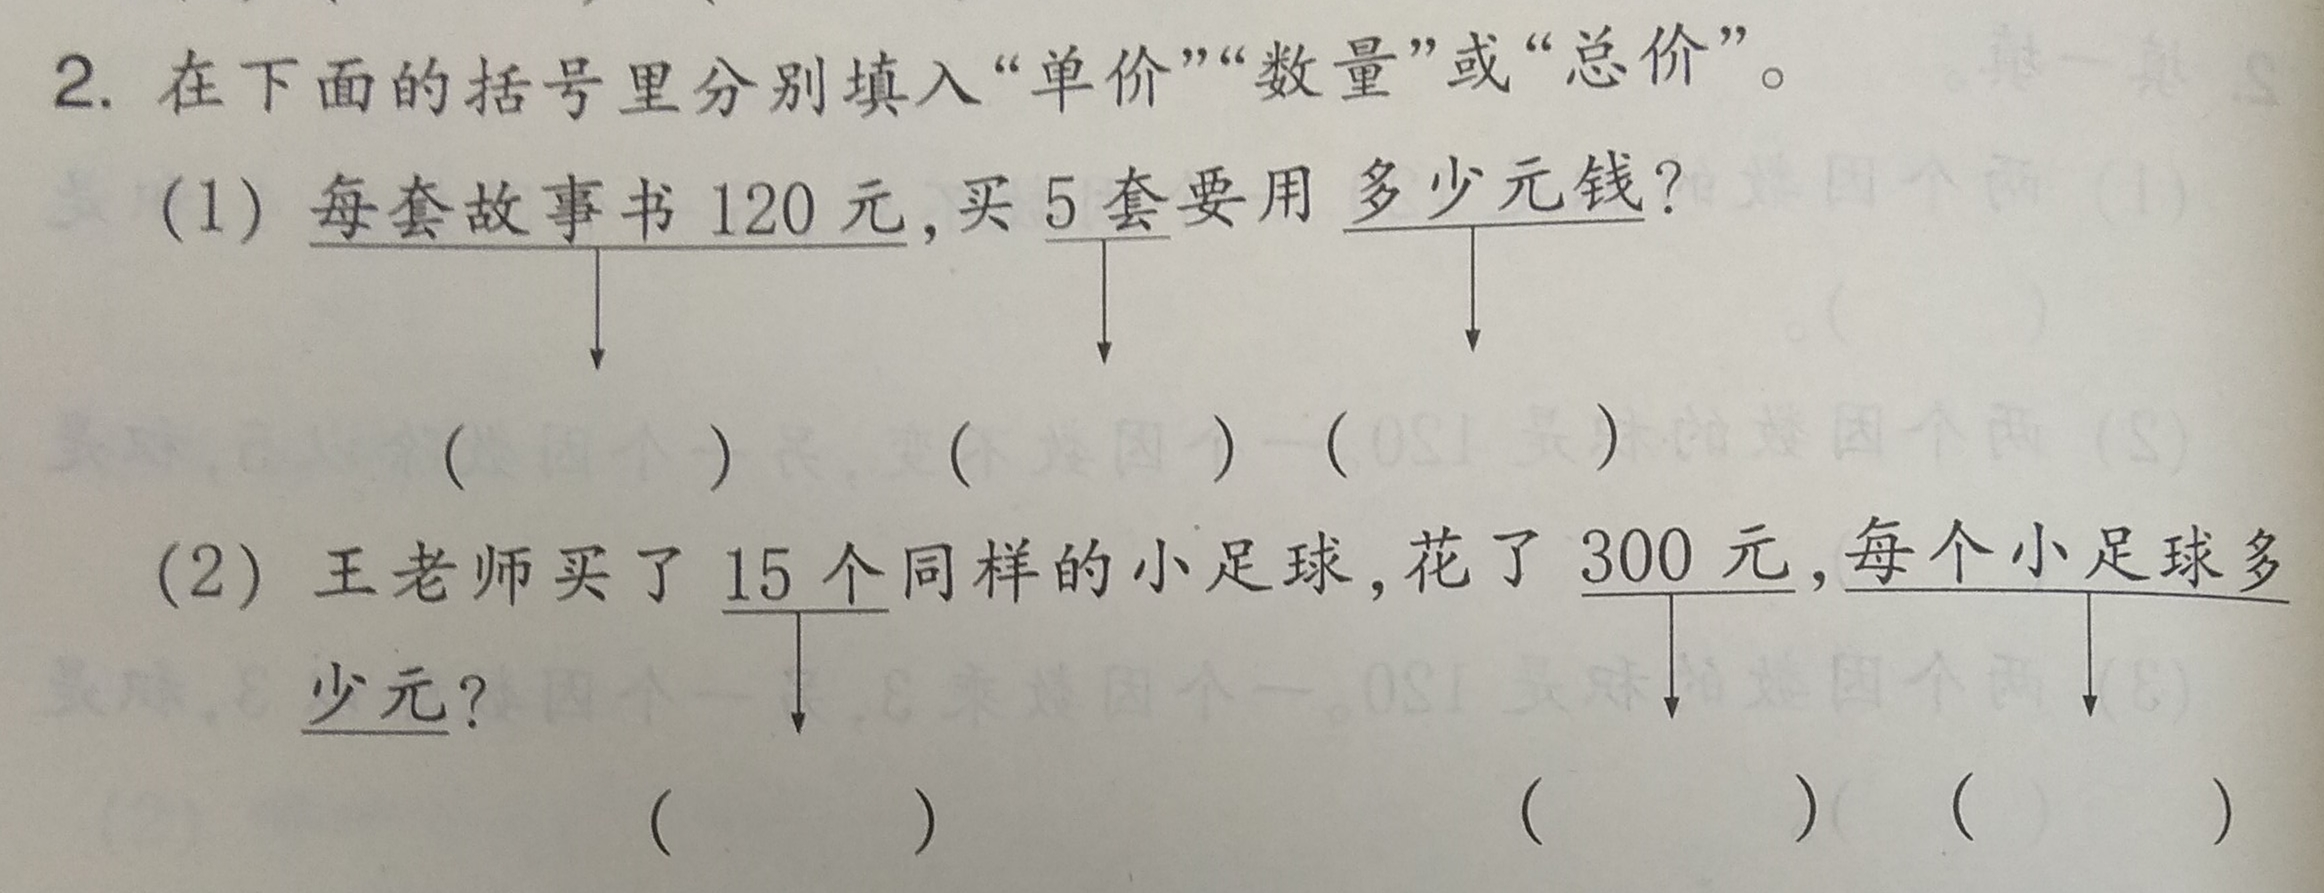 2. 在下面的括号里分别填入“单价”“数量”或“总价”。
(1) 每套故事书 120 元,买 5 套要用 多少元钱?
( ) ( ) ( )
(2) 王老师买了 15 个同样的小足球,花了 300 元,每个小足球多
少元?
( ) ( ) ( )